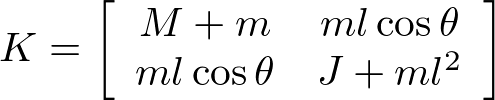 K = [ M + m   ml cos θ
ml cos θ   J + ml² ]